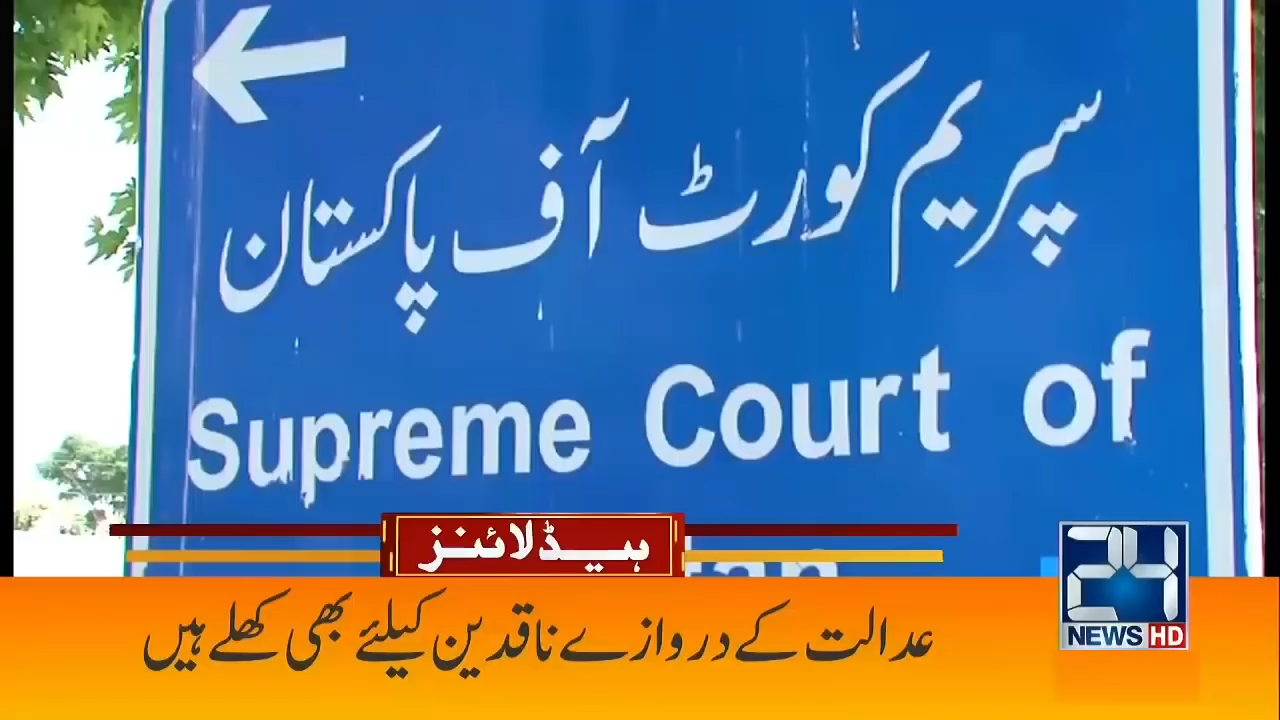 سپریم کورٹ آف پاکستان
Supreme Court of
ہیڈلائنز
عدالت کے دروازے ناقدین کیلئے بھی کھلے ہیں
24
NEWS HD